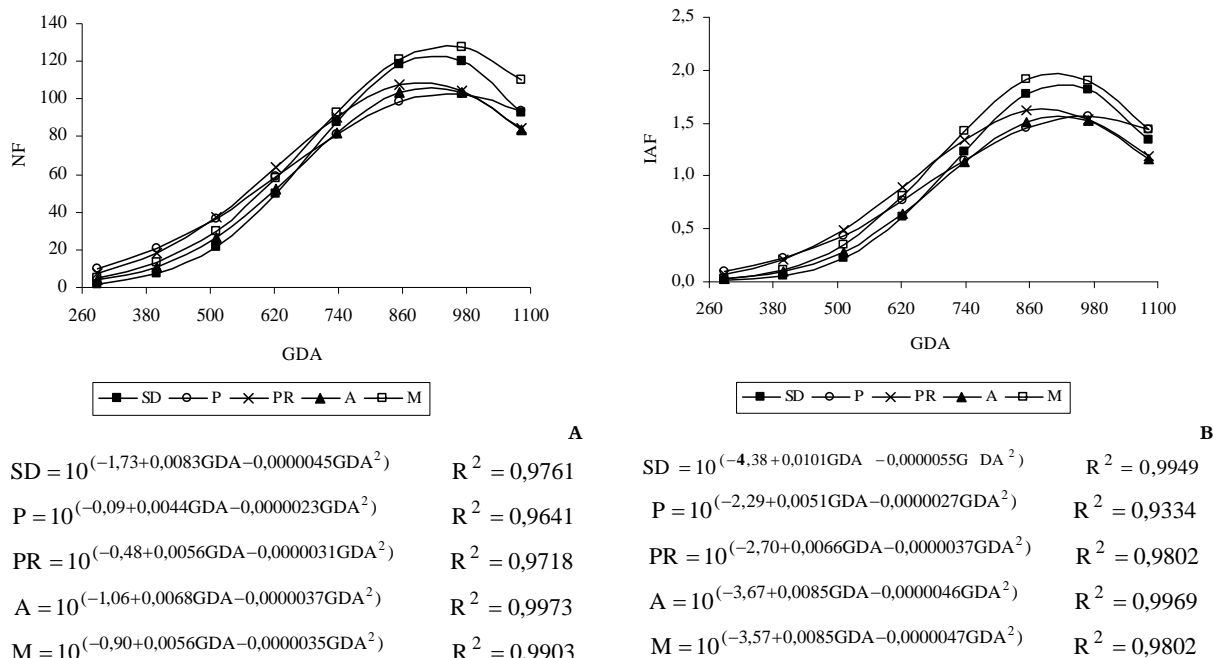 140
120
100
80
60
40
20
0
NF
260 380 500 620 740 860 980 1100
GDA
SD P PR A M
A
SD = 10^(−1,73+0,0083GDA−0,0000045GDA²) R² = 0,9761
P = 10^(−0,09+0,0044GDA−0,0000023GDA²) R² = 0,9641
PR = 10^(−0,48+0,0056GDA−0,0000031GDA²) R² = 0,9718
A = 10^(−1,06+0,0068GDA−0,0000037GDA²) R² = 0,9973
M = 10^(−0,90+0,0056GDA−0,0000035GDA²) R² = 0,9903
2,5
2,0
1,5
1,0
0,5
0,0
IAF
260 380 500 620 740 860 980 1100
GDA
SD P PR A M
B
SD = 10^(−4,38+0,0101GDA −0,0000055G DA²) R² = 0,9949
P = 10^(−2,29+0,0051GDA−0,0000027GDA²) R² = 0,9334
PR = 10^(−2,70+0,0066GDA−0,0000037GDA²) R² = 0,9802
A = 10^(−3,67+0,0085GDA−0,0000046GDA²) R² = 0,9969
M = 10^(−3,57+0,0085GDA−0,0000047GDA²) R² = 0,9802